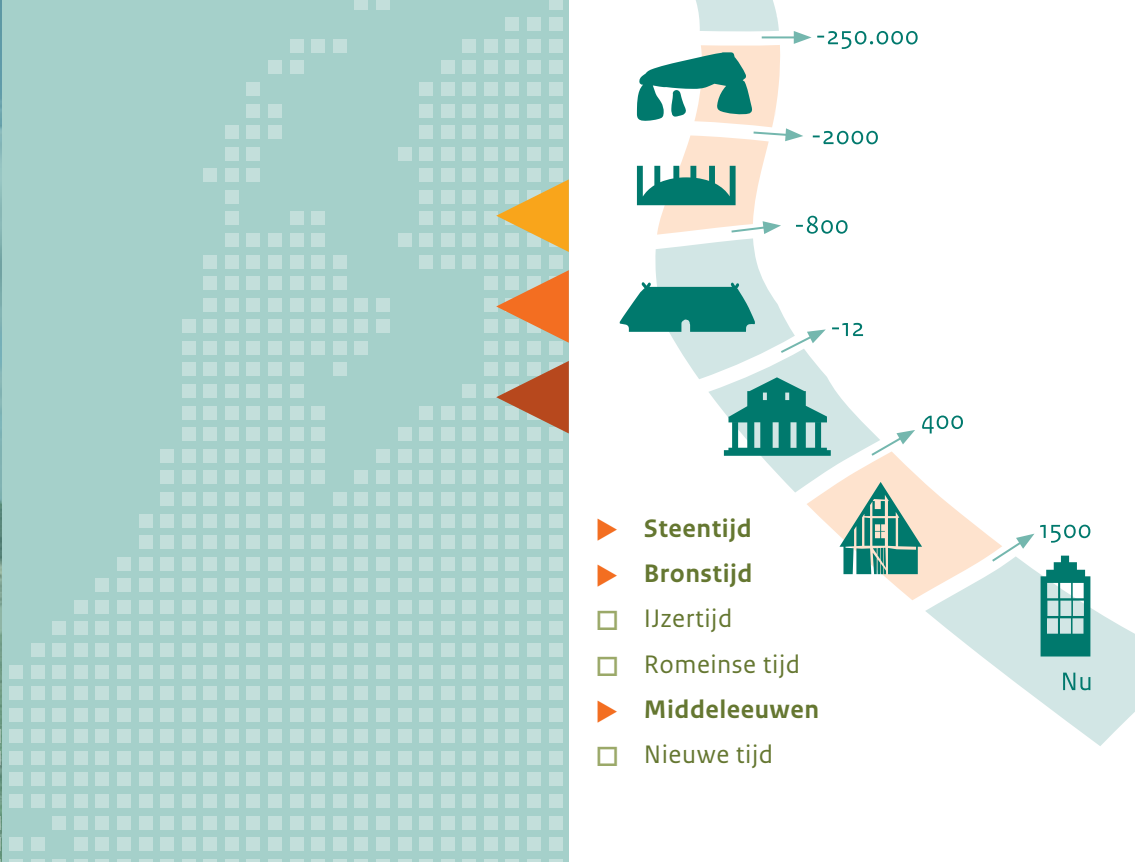 -250.000
-2000
-800
-12
400
1500
Nu
Steentijd
Bronstijd
IJzertijd
Romeinse tijd
Middeleeuwen
Nieuwe tijd